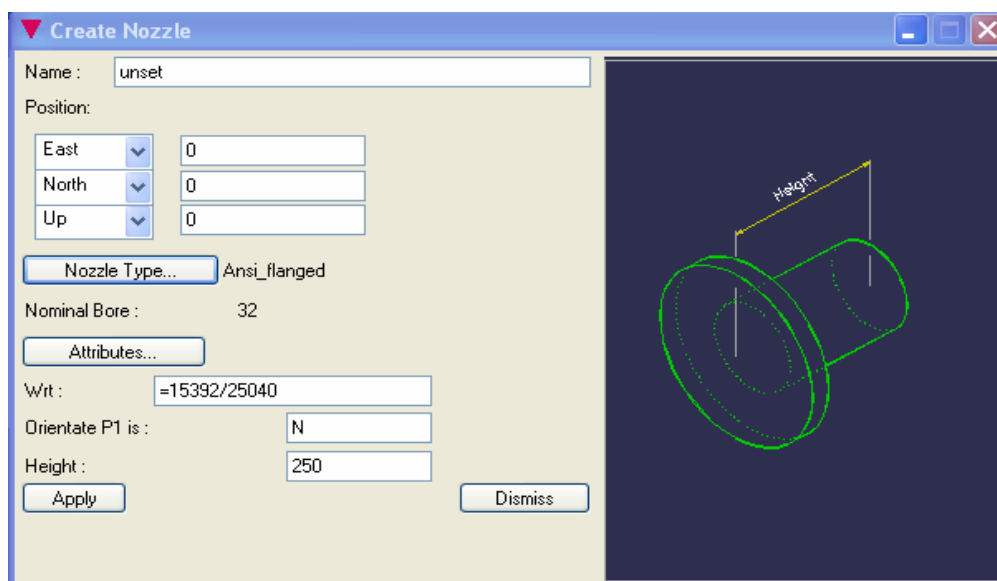 Create Nozzle
Name : unset
Position:
East 0
North 0
Up 0
Nozzle Type... Ansi_flanged
Nominal Bore : 32
Attributes...
Wrt : =15392/25040
Orientate P1 is : N
Height : 250
Apply Dismiss
Height